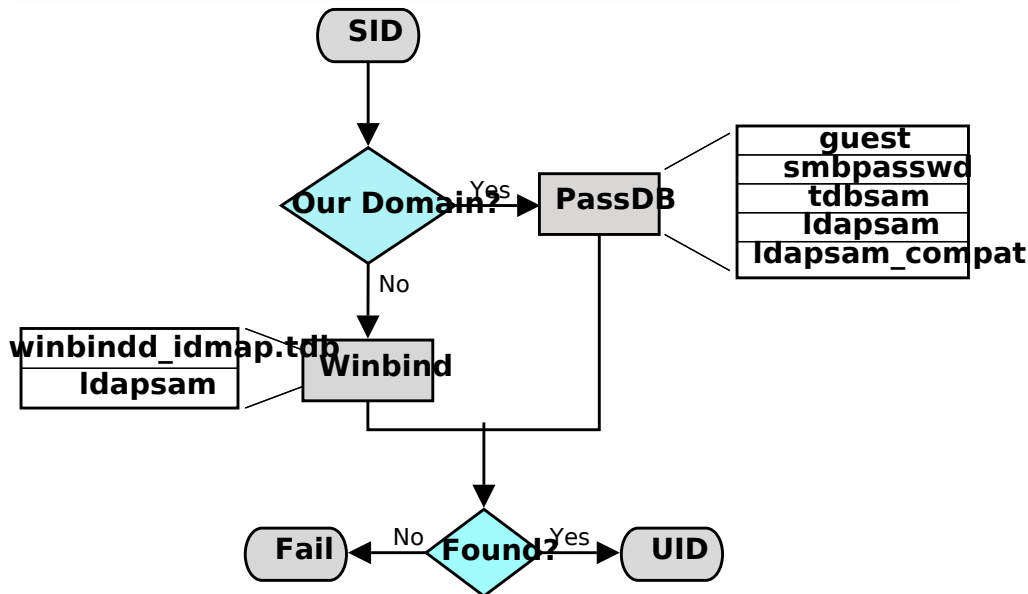 SID
Our Domain?
Yes
PassDB
guest
smbpasswd
tdbsam
ldapsam
ldapsam_compat
No
winbindd_idmap.tdb
ldapsam
Winbind
Fail
No
Found?
Yes
UID